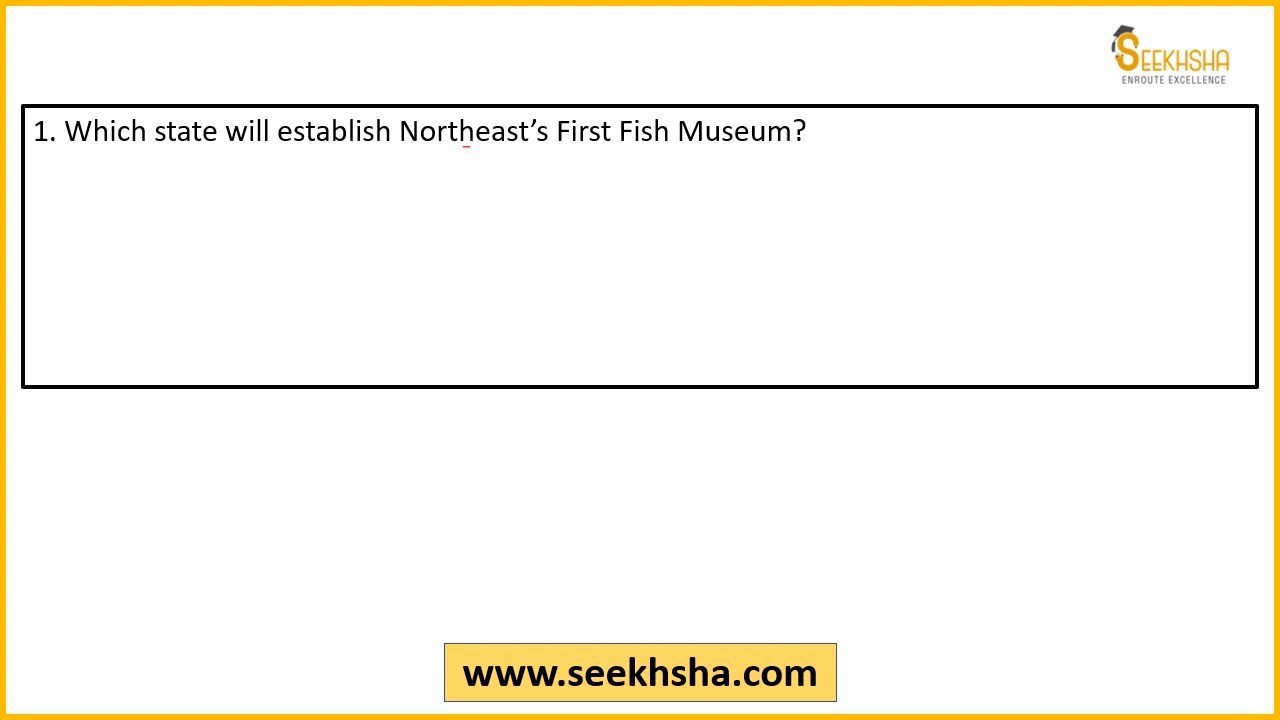 SEEKHSHA
ENROUTE EXCELLENCE
1. Which state will establish Northeast’s First Fish Museum?
www.seekhsha.com